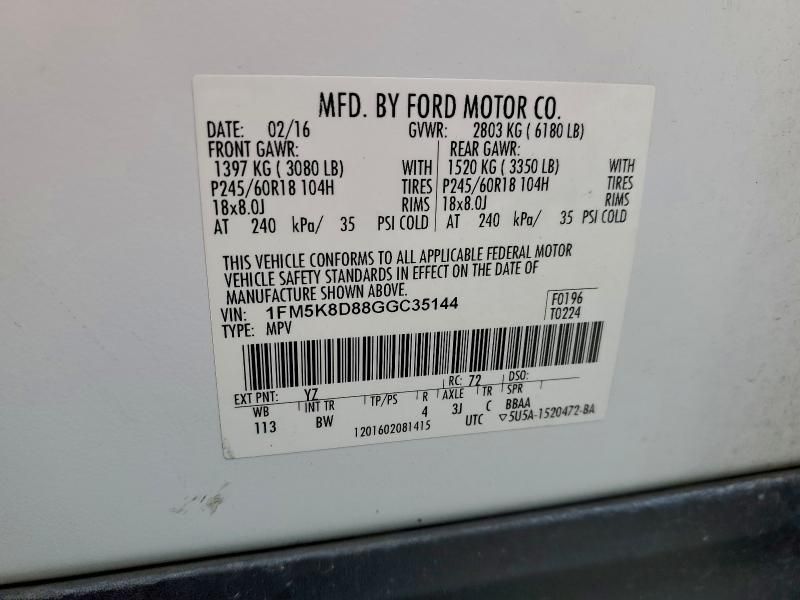 MFD. BY FORD MOTOR CO.
DATE: 02/16 GVWR: 2803 KG ( 6180 LB)
FRONT GAWR: REAR GAWR:
1397 KG ( 3080 LB) WITH 1520 KG ( 3350 LB) WITH
P245/60R18 104H TIRES P245/60R18 104H TIRES
18x8.0J RIMS 18x8.0J RIMS
AT 240 kPa/ 35 PSI COLD AT 240 kPa/ 35 PSI COLD
THIS VEHICLE CONFORMS TO ALL APPLICABLE FEDERAL MOTOR
VEHICLE SAFETY STANDARDS IN EFFECT ON THE DATE OF
MANUFACTURE SHOWN ABOVE.
VIN: 1FM5K8D88GGC35144 F0196
TYPE: MPV T0224
EXT PNT: YZ RC: 72 DSO:
WB INT TR TP/PS R AXLE TR SPR
113 BW 4 3J C BBAA
1201602081415 UTC ▽5U5A-1520472-BA